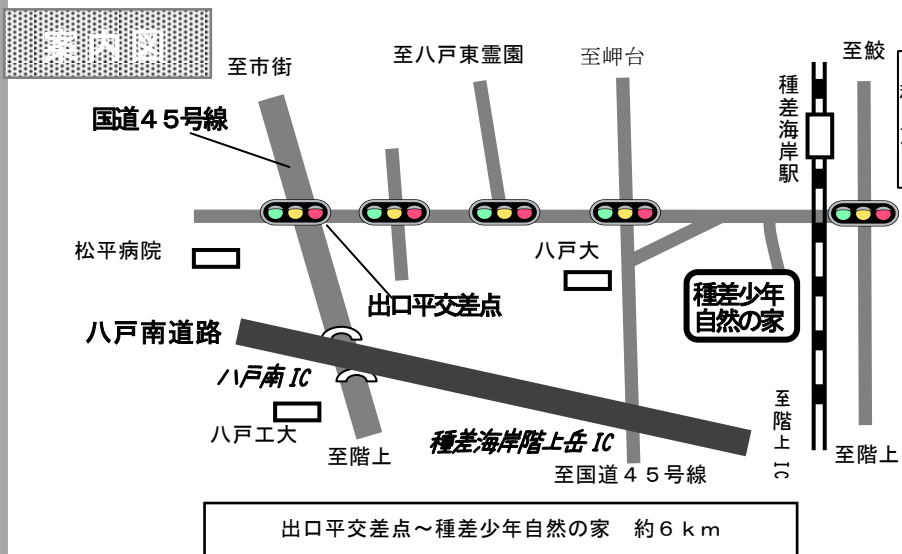 案内図
至市街
至八戸東霊園
至岬台
至鮫
国道４５号線
種差海岸駅
松平病院
八戸大
出口平交差点
種差少年
自然の家
八戸南道路
八戸南 IC
八戸工大
至階上
種差海岸階上岳 IC
至国道４５号線
至階上 IC
至階上
出口平交差点～種差少年自然の家　約６ｋｍ